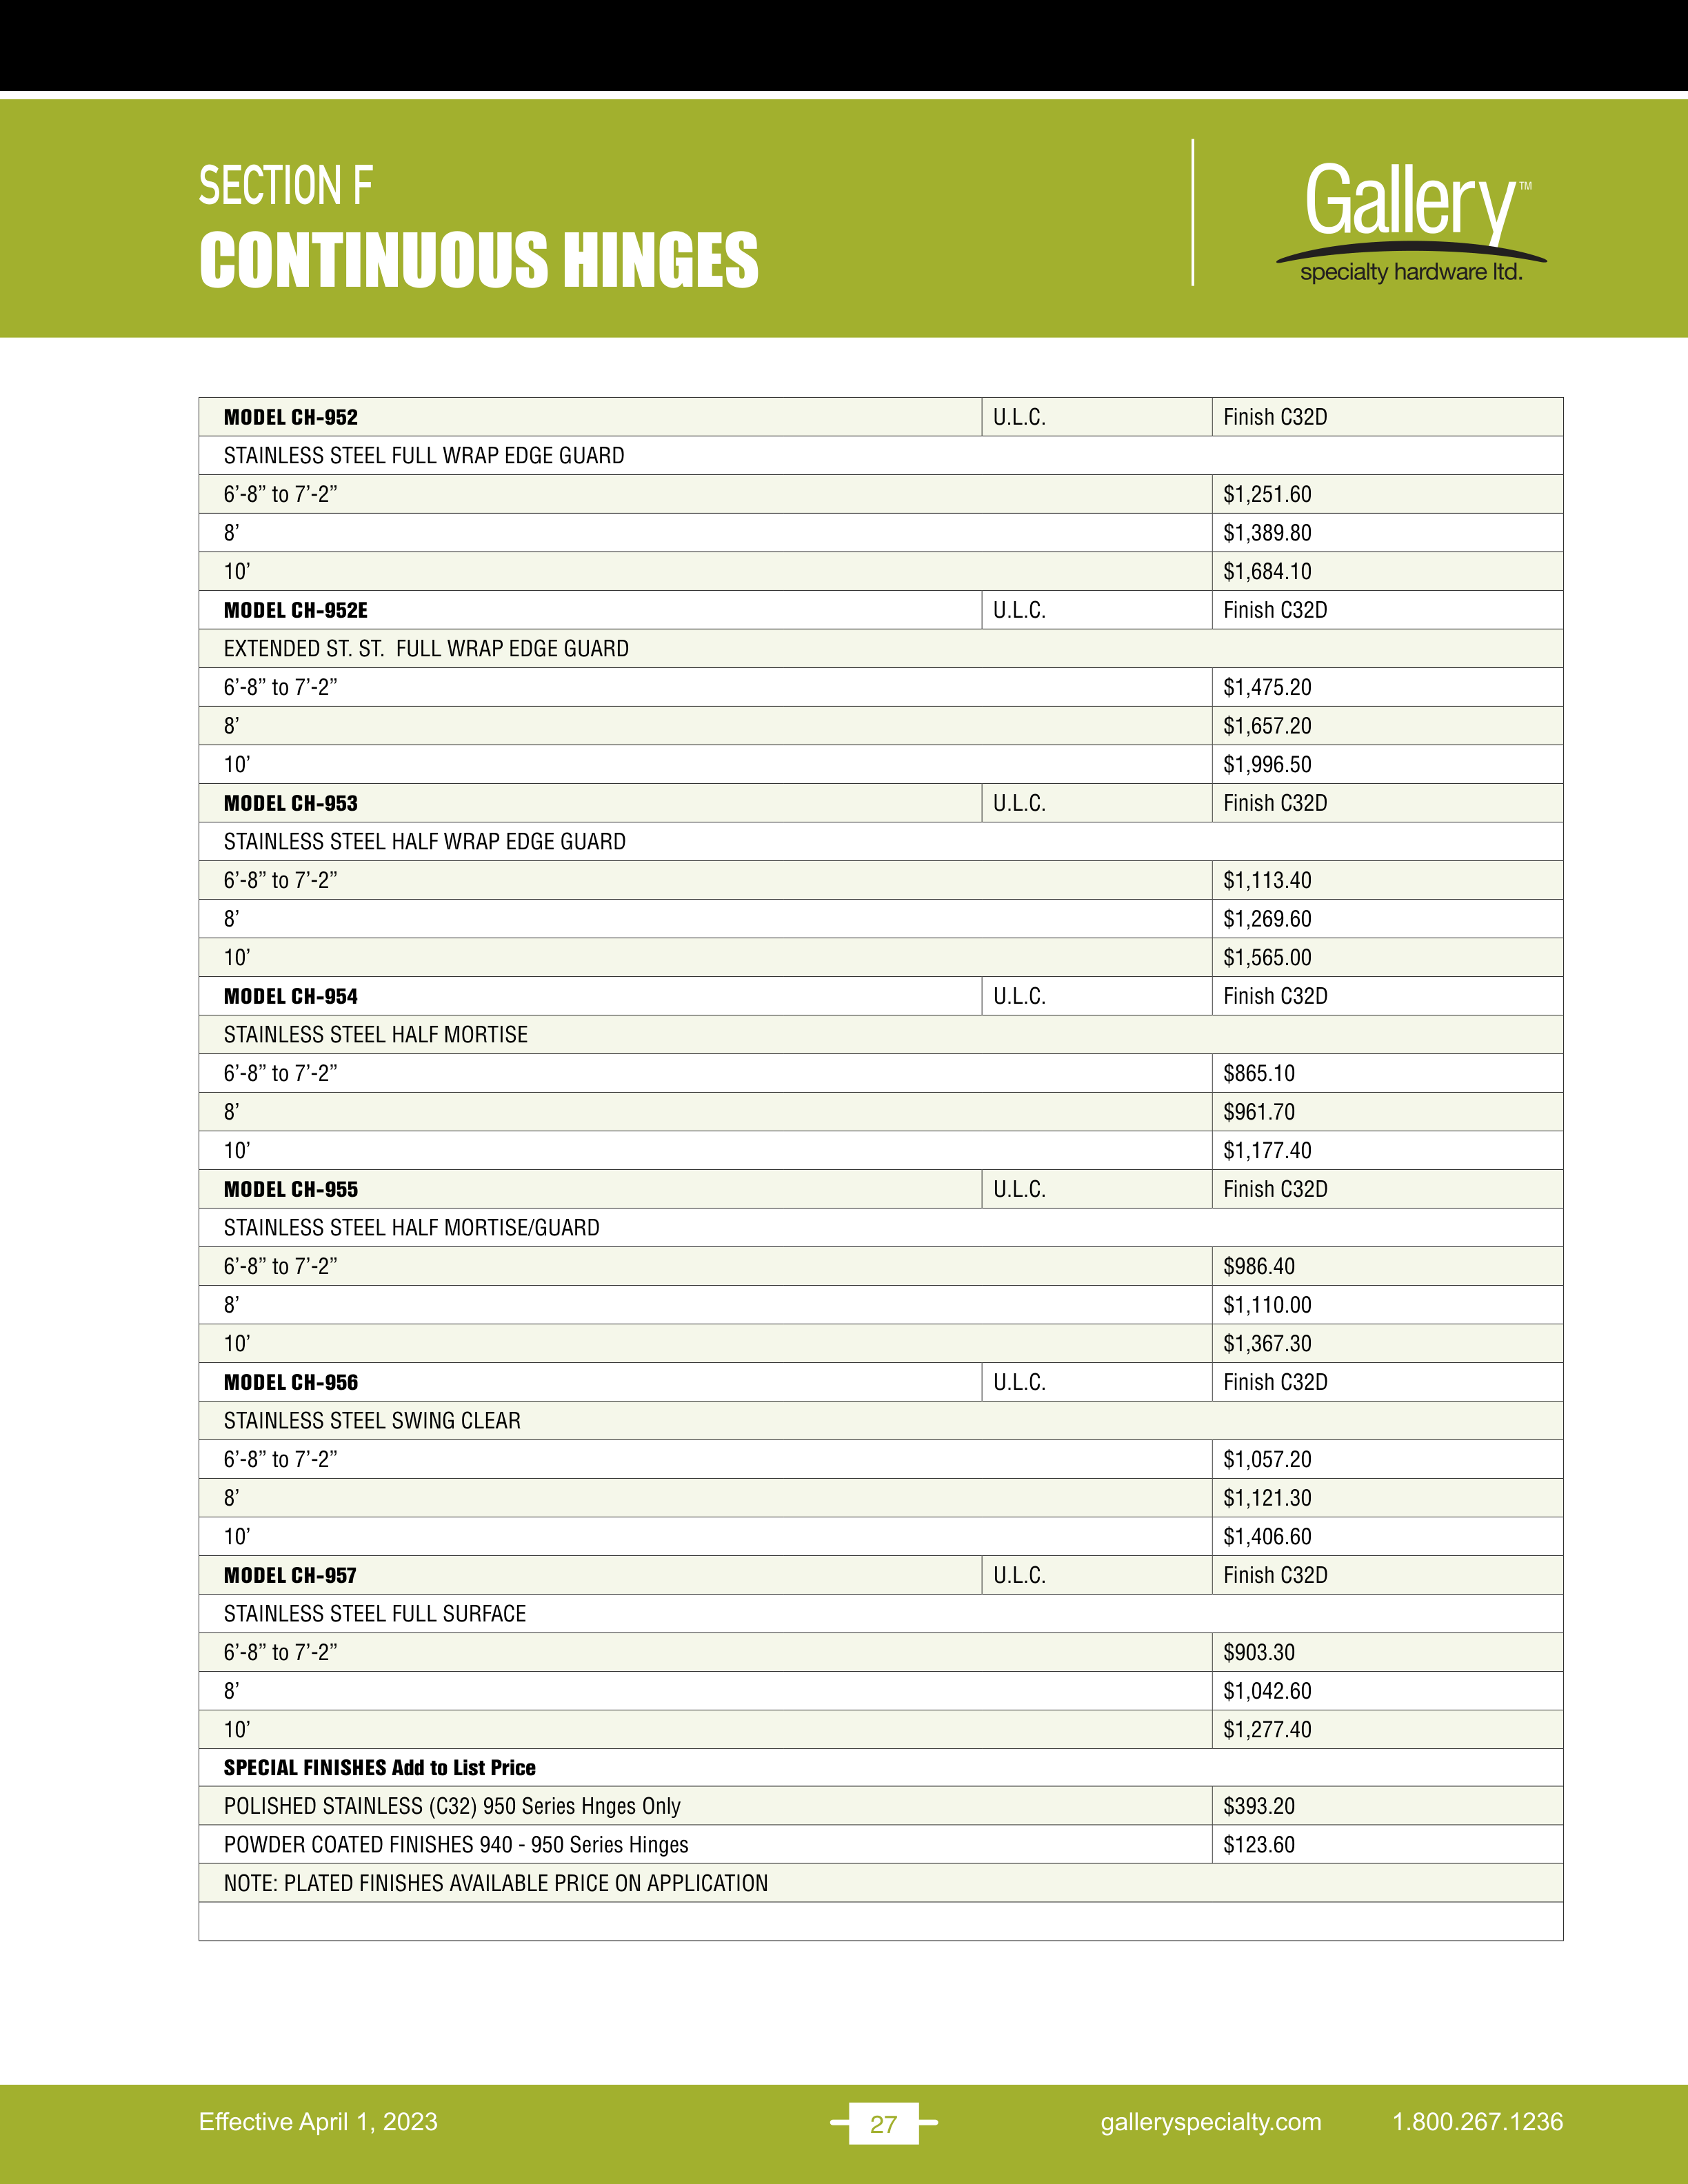 SECTION F
CONTINUOUS HINGES
Gallery™
specialty hardware ltd.
MODEL CH-952 U.L.C. Finish C32D
STAINLESS STEEL FULL WRAP EDGE GUARD
6’-8” to 7’-2” $1,251.60
8’ $1,389.80
10’ $1,684.10
MODEL CH-952E U.L.C. Finish C32D
EXTENDED ST. ST.  FULL WRAP EDGE GUARD
6’-8” to 7’-2” $1,475.20
8’ $1,657.20
10’ $1,996.50
MODEL CH-953 U.L.C. Finish C32D
STAINLESS STEEL HALF WRAP EDGE GUARD
6’-8” to 7’-2” $1,113.40
8’ $1,269.60
10’ $1,565.00
MODEL CH-954 U.L.C. Finish C32D
STAINLESS STEEL HALF MORTISE
6’-8” to 7’-2” $865.10
8’ $961.70
10’ $1,177.40
MODEL CH-955 U.L.C. Finish C32D
STAINLESS STEEL HALF MORTISE/GUARD
6’-8” to 7’-2” $986.40
8’ $1,110.00
10’ $1,367.30
MODEL CH-956 U.L.C. Finish C32D
STAINLESS STEEL SWING CLEAR
6’-8” to 7’-2” $1,057.20
8’ $1,121.30
10’ $1,406.60
MODEL CH-957 U.L.C. Finish C32D
STAINLESS STEEL FULL SURFACE
6’-8” to 7’-2” $903.30
8’ $1,042.60
10’ $1,277.40
SPECIAL FINISHES Add to List Price
POLISHED STAINLESS (C32) 950 Series Hnges Only $393.20
POWDER COATED FINISHES 940 - 950 Series Hinges $123.60
NOTE: PLATED FINISHES AVAILABLE PRICE ON APPLICATION
Effective April 1, 2023 27 galleryspecialty.com 1.800.267.1236